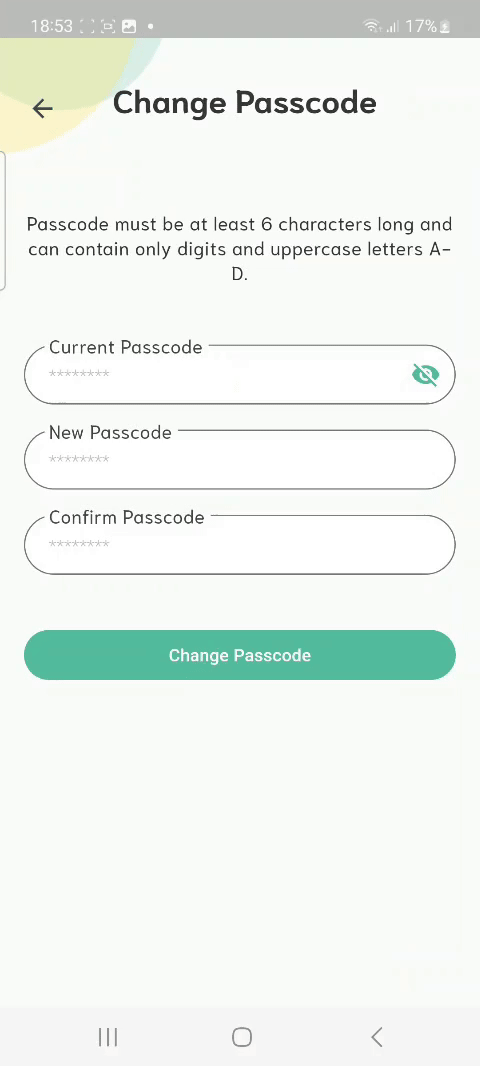 18:53
17%
Change Passcode
Passcode must be at least 6 characters long and
can contain only digits and uppercase letters A-
D.
Current Passcode
********
New Passcode
********
Confirm Passcode
********
Change Passcode